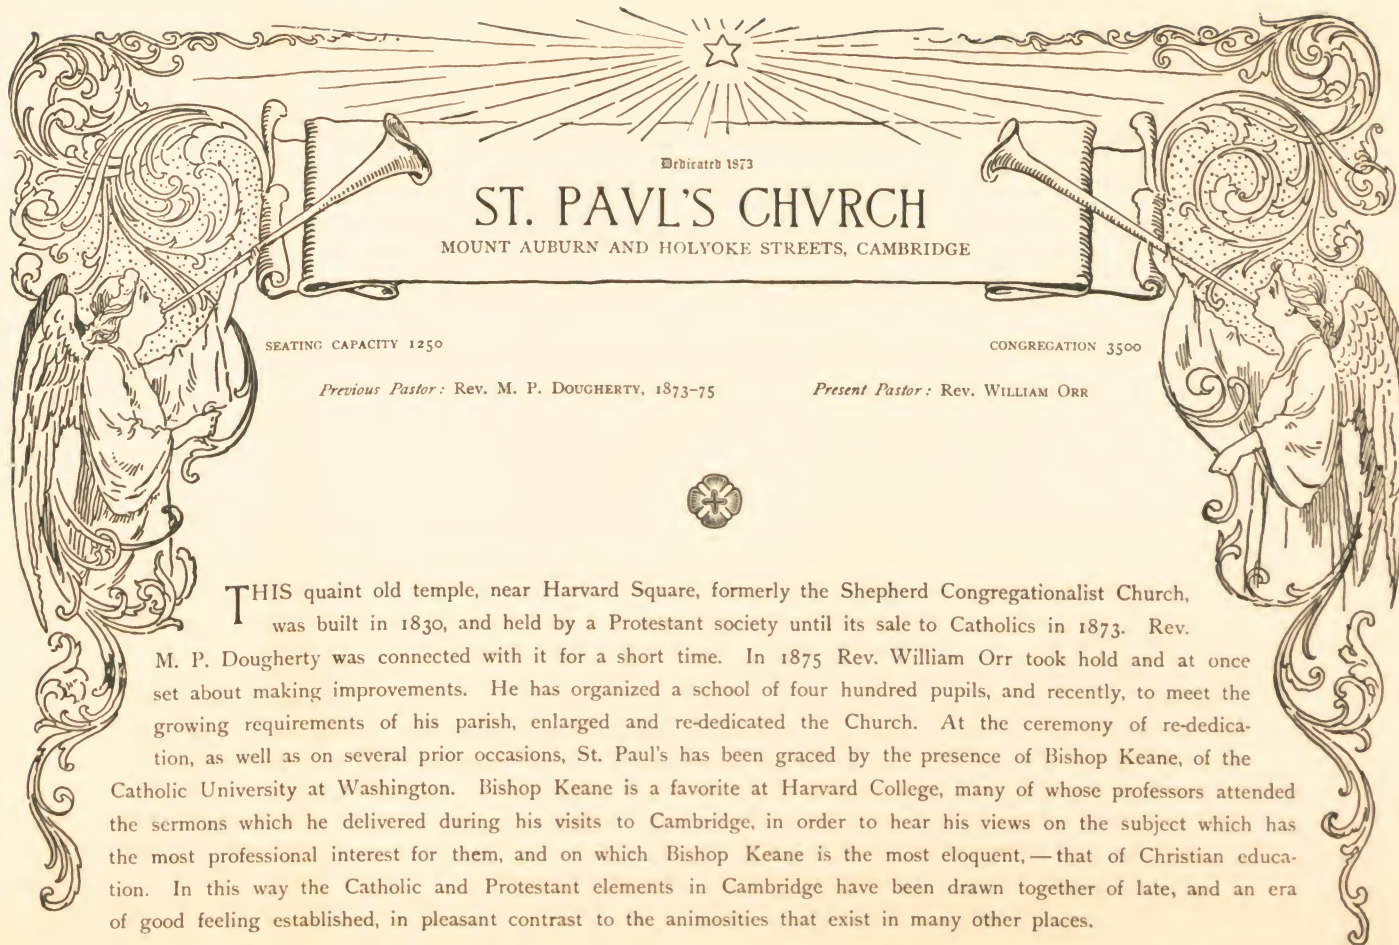 Dedicated 1873
ST. PAVL'S CHVRCH
MOUNT AUBURN AND HOLYOKE STREETS, CAMBRIDGE
SEATING CAPACITY 1250 CONGREGATION 3500
Previous Pastor: Rev. M. P. Dougherty, 1873-75 Present Pastor: Rev. William Orr
THIS quaint old temple, near Harvard Square, formerly the Shepherd Congregationalist Church,
was built in 1830, and held by a Protestant society until its sale to Catholics in 1873. Rev.
M. P. Dougherty was connected with it for a short time. In 1875 Rev. William Orr took hold and at once
set about making improvements. He has organized a school of four hundred pupils, and recently, to meet the
growing requirements of his parish, enlarged and re-dedicated the Church. At the ceremony of re-dedica-
tion, as well as on several prior occasions, St. Paul's has been graced by the presence of Bishop Keane, of the
Catholic University at Washington. Bishop Keane is a favorite at Harvard College, many of whose professors attended
the sermons which he delivered during his visits to Cambridge, in order to hear his views on the subject which has
the most professional interest for them, and on which Bishop Keane is the most eloquent, — that of Christian educa-
tion. In this way the Catholic and Protestant elements in Cambridge have been drawn together of late, and an era
of good feeling established, in pleasant contrast to the animosities that exist in many other places.